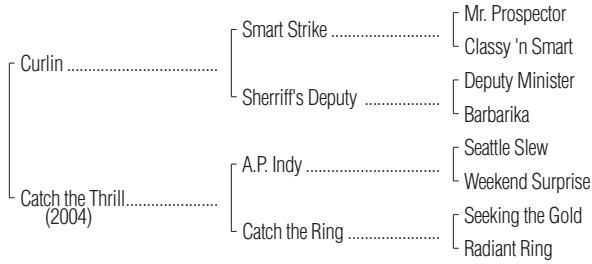 Mr. Prospector
Smart Strike ..........................
Classy 'n Smart
Curlin ....................................
Deputy Minister
Sherriff's Deputy ..................
Barbarika
Seattle Slew
A.P. Indy ................................
Weekend Surprise
Catch the Thrill......................
(2004)
Seeking the Gold
Catch the Ring ......................
Radiant Ring